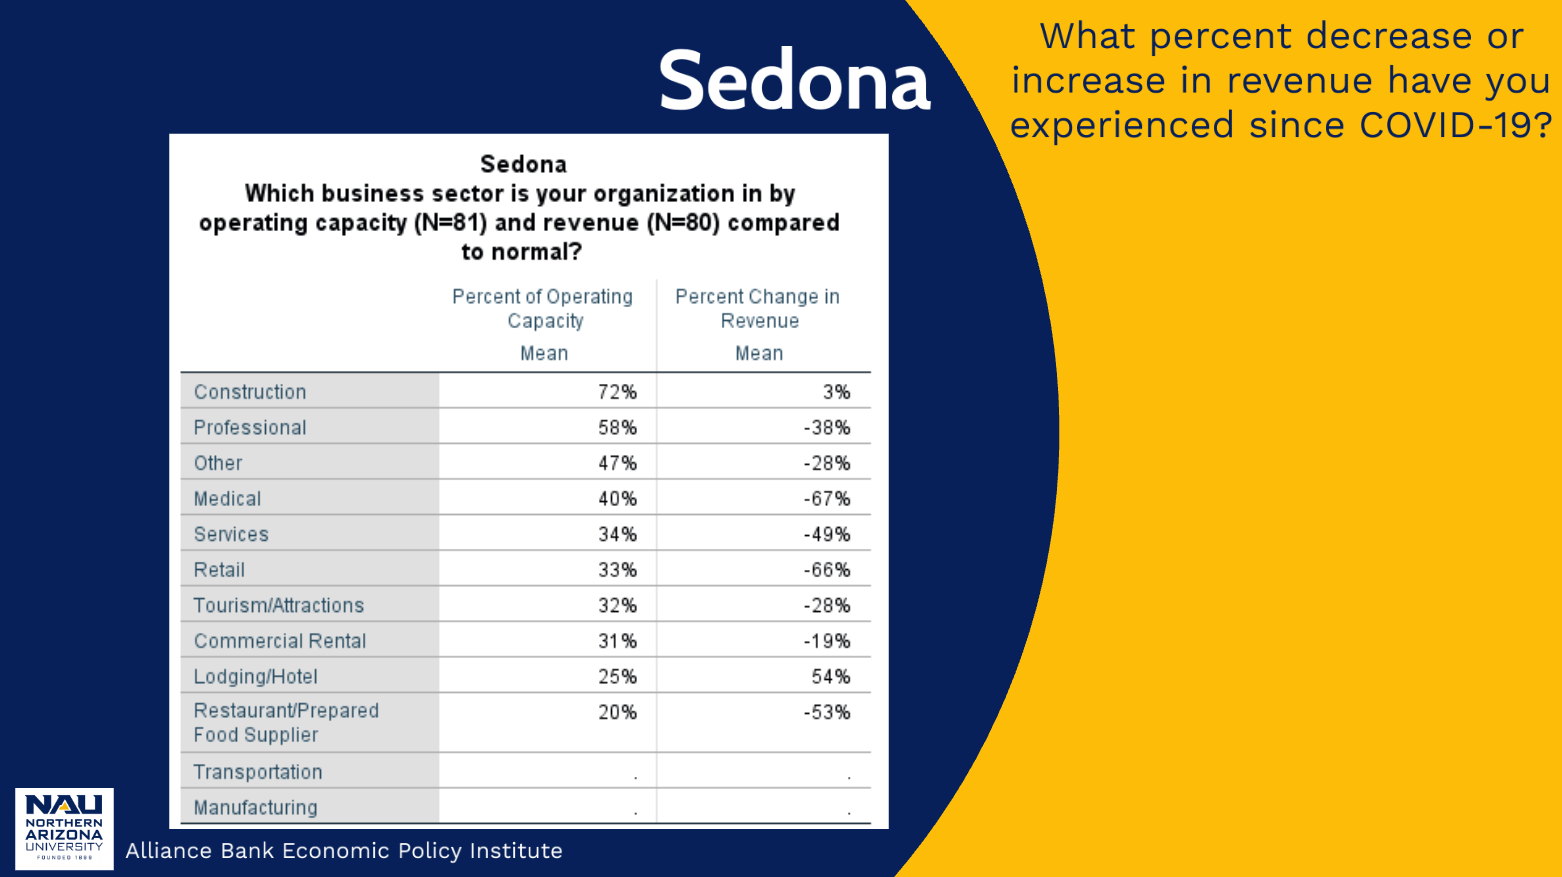 Sedona
What percent decrease or
increase in revenue have you
experienced since COVID-19?
Sedona
Which business sector is your organization in by
operating capacity (N=81) and revenue (N=80) compared
to normal?
Percent of Operating Capacity Percent Change in Revenue
Mean Mean
Construction 72% 3%
Professional 58% -38%
Other 47% -28%
Medical 40% -67%
Services 34% -49%
Retail 33% -66%
Tourism/Attractions 32% -28%
Commercial Rental 31% -19%
Lodging/Hotel 25% 54%
Restaurant/Prepared Food Supplier 20% -53%
Transportation . .
Manufacturing . .
NAU
NORTHERN
ARIZONA
UNIVERSITY
FOUNDED 1899
Alliance Bank Economic Policy Institute